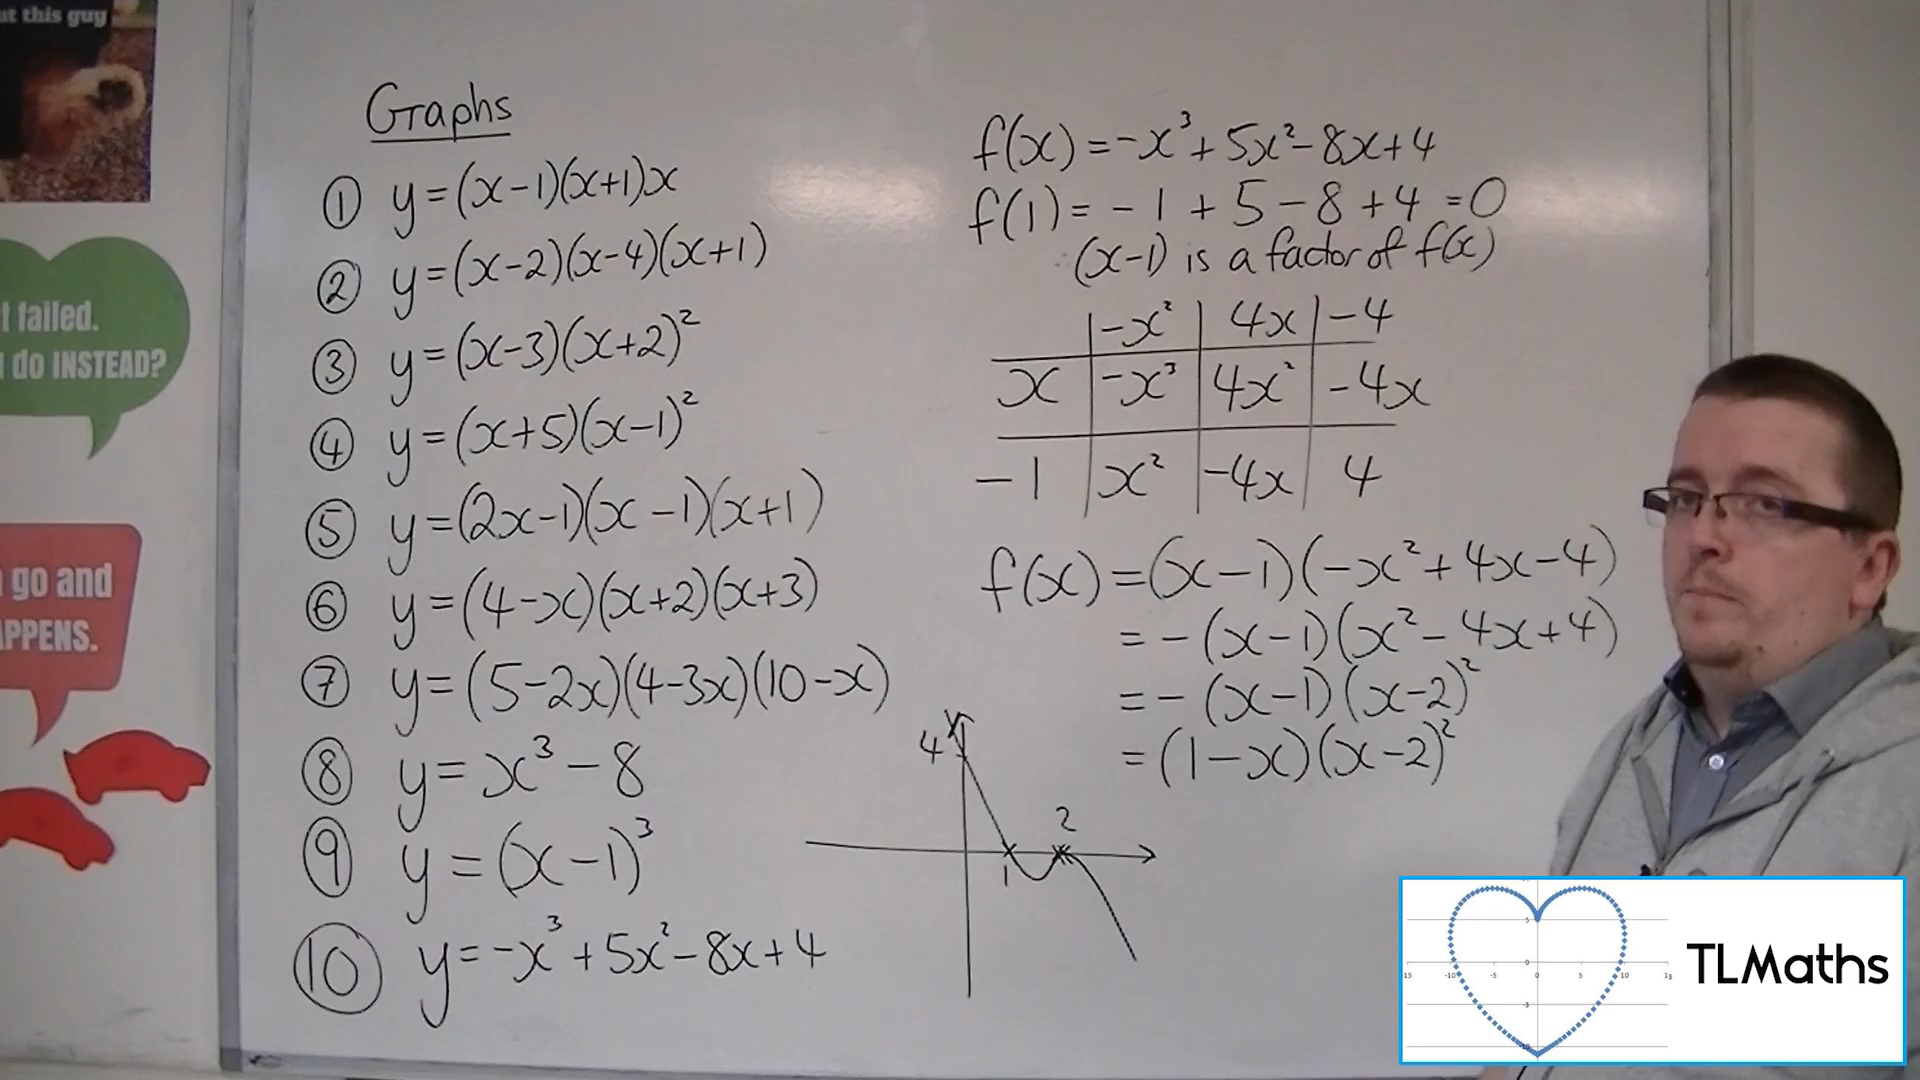 at this guy
I failed.
I do INSTEAD?
go and
APPENS.
Graphs
① y=(x-1)(x+1)x
② y=(x-2)(x-4)(x+1)
③ y=(x-3)(x+2)²
④ y=(x+5)(x-1)²
⑤ y=(2x-1)(x-1)(x+1)
⑥ y=(4-x)(x+2)(x+3)
⑦ y=(5-2x)(4-3x)(10-x)
⑧ y=x³-8
⑨ y=(x-1)³
⑩ y=-x³+5x²-8x+4
f(x)=-x³+5x²-8x+4
f(1)=-1+5-8+4=0
∴(x-1) is a factor of f(x)
-x² 4x -4
x -x³ 4x² -4x
-1 x² -4x 4
f(x)=(x-1)(-x²+4x-4)
=-(x-1)(x²-4x+4)
=-(x-1)(x-2)²
=(1-x)(x-2)²
4
2
1
TLMaths